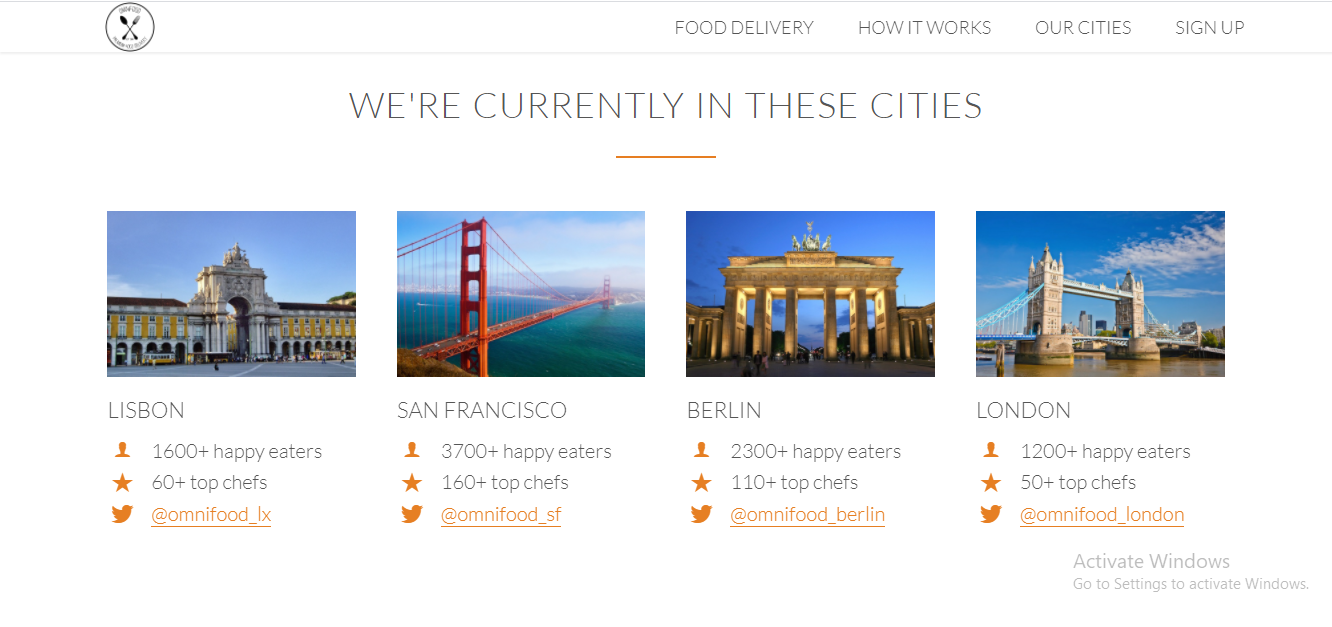 FOOD DELIVERY
HOW IT WORKS
OUR CITIES
SIGN UP
WE'RE CURRENTLY IN THESE CITIES
LISBON
1600+ happy eaters
60+ top chefs
@omnifood_lx
SAN FRANCISCO
3700+ happy eaters
160+ top chefs
@omnifood_sf
BERLIN
2300+ happy eaters
110+ top chefs
@omnifood_berlin
LONDON
1200+ happy eaters
50+ top chefs
@omnifood_london
Activate Windows
Go to Settings to activate Windows.